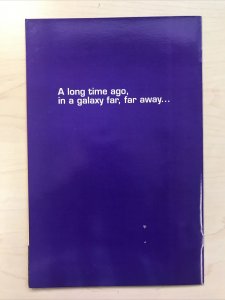 A long time ago,
in a galaxy far, far away...